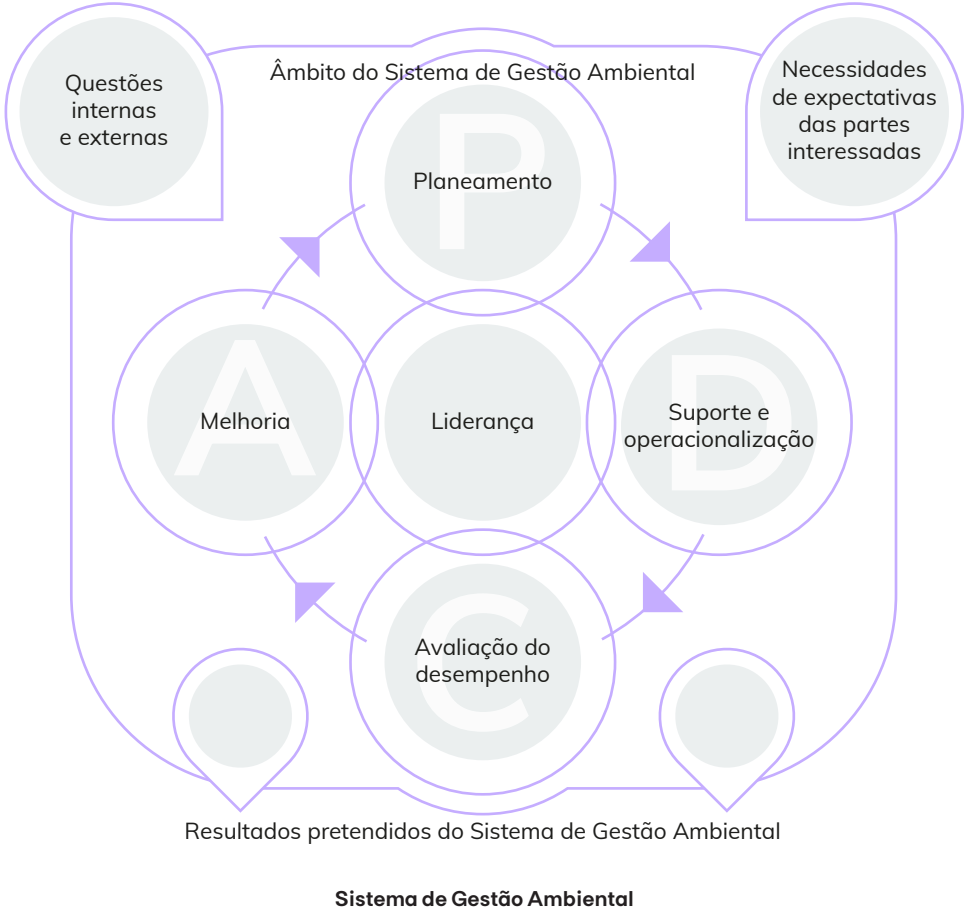 Questões
internas
e externas
Âmbito do Sistema de Gestão Ambiental
Necessidades
de expectativas
das partes
interessadas
P
Planeamento
A
Melhoria
Liderança
D
Suporte e
operacionalização
C
Avaliação do
desempenho
Resultados pretendidos do Sistema de Gestão Ambiental
Sistema de Gestão Ambiental